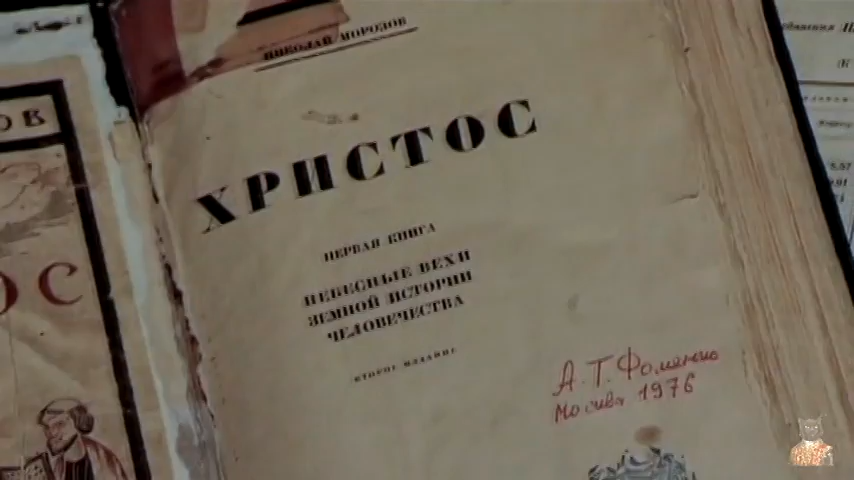 НИКОЛАЙ МОРОЗОВ
ХРИСТОС
ПЕРВАЯ КНИГА
НЕБЕСНЫЕ ВЕХИ
ЗЕМНОЙ ИСТОРИИ
ЧЕЛОВЕЧЕСТВА
ВТОРОЕ ИЗДАНИЕ
А.Т.Фоменко
Москва 1976
ОВ
ОС